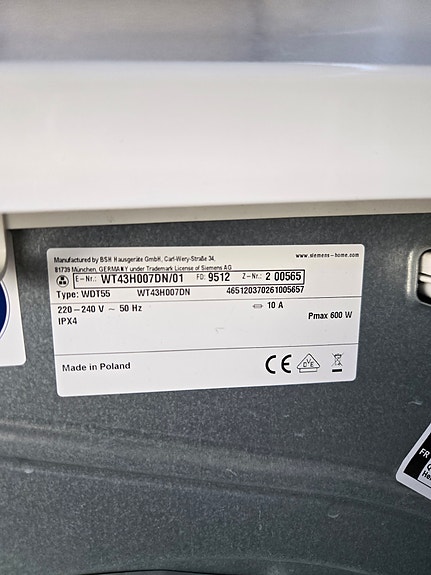 Manufactured by BSH Hausgeräte GmbH, Carl-Wery-Straße 34,
81739 München, GERMANY under Trademark License of Siemens AG
www.siemens-home.com
E-Nr.: WT43H007DN/01 FD: 9512 Z-Nr.: 2 00565
Type: WDT55 WT43H007DN 465120370261005657
220-240 V ~ 50 Hz 10 A
IPX4 Pmax 600 W
Made in Poland CE VDE
FR